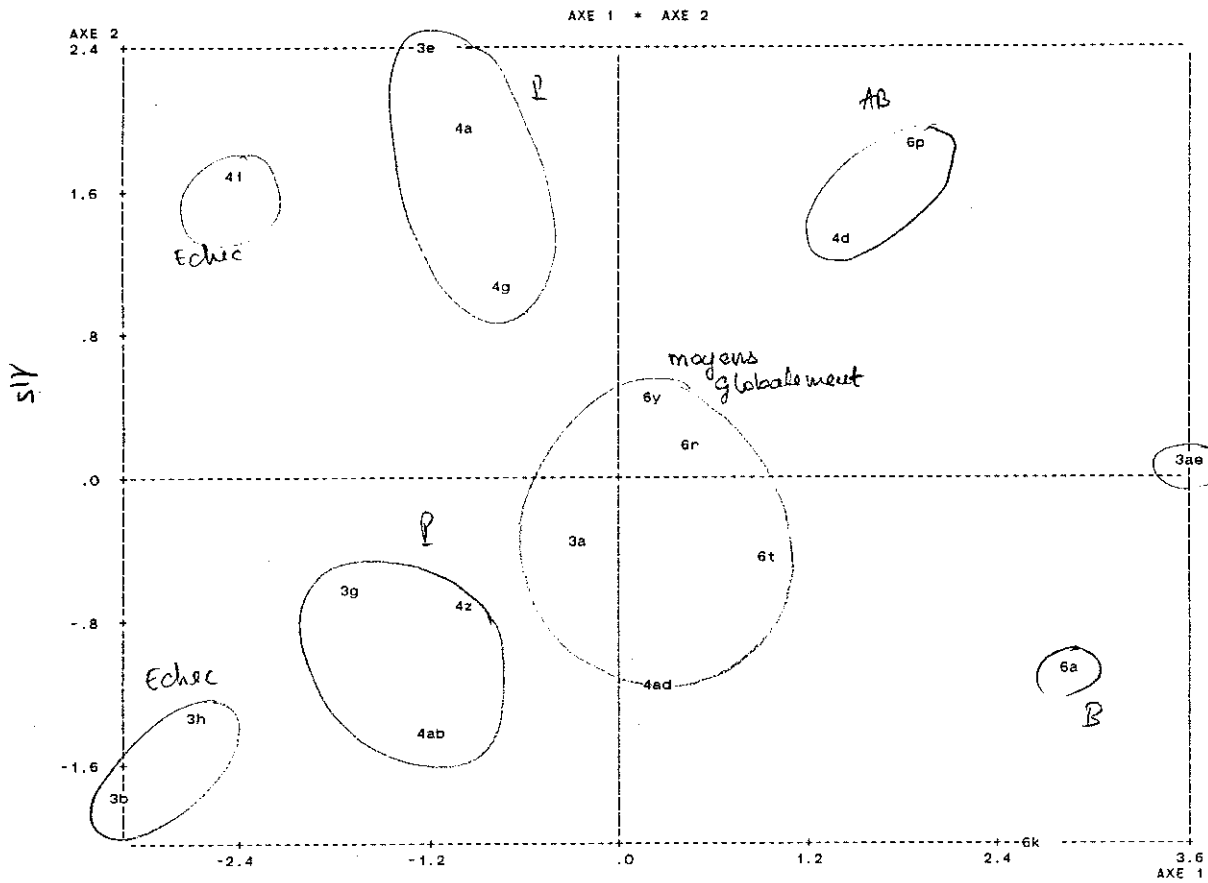 AXE 1 * AXE 2
AXE 2
2.4
3e
I
AB
4a
6p
4i
1.6
4d
Echec
4g
.8
moyens
globalement
6y
6r
3ae
.0
P
3a
6t
3g
4z
-.8
6a
Echec
4ad
B
3h
4ab
-1.6
3b
6k
-2.4
-1.2
.0
1.2
2.4
3.6
AXE 1